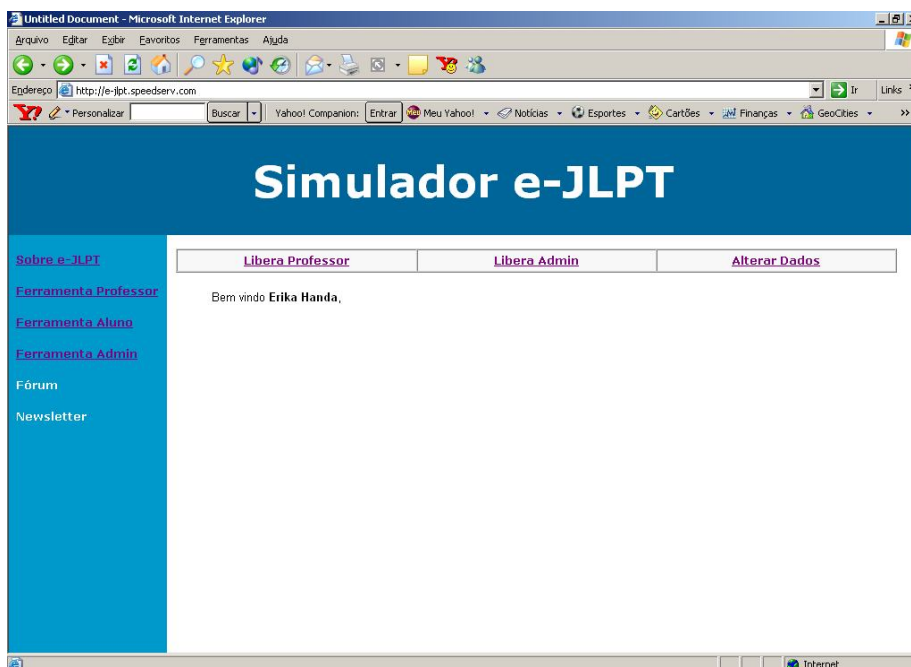 Untitled Document - Microsoft Internet Explorer
Arquivo Editar Exibir Favoritos Ferramentas Ajuda
Endereço http://e-jlpt.speedserv.com Ir Links
Y! Personalizar Buscar Yahoo! Companion: Entrar Meu Yahoo! Notícias Esportes Cartões Finanças GeoCities »
Simulador e-JLPT
Sobre e-JLPT
Ferramenta Professor
Ferramenta Aluno
Ferramenta Admin
Fórum
Newsletter
Libera Professor Libera Admin Alterar Dados
Bem vindo Erika Handa,
Internet